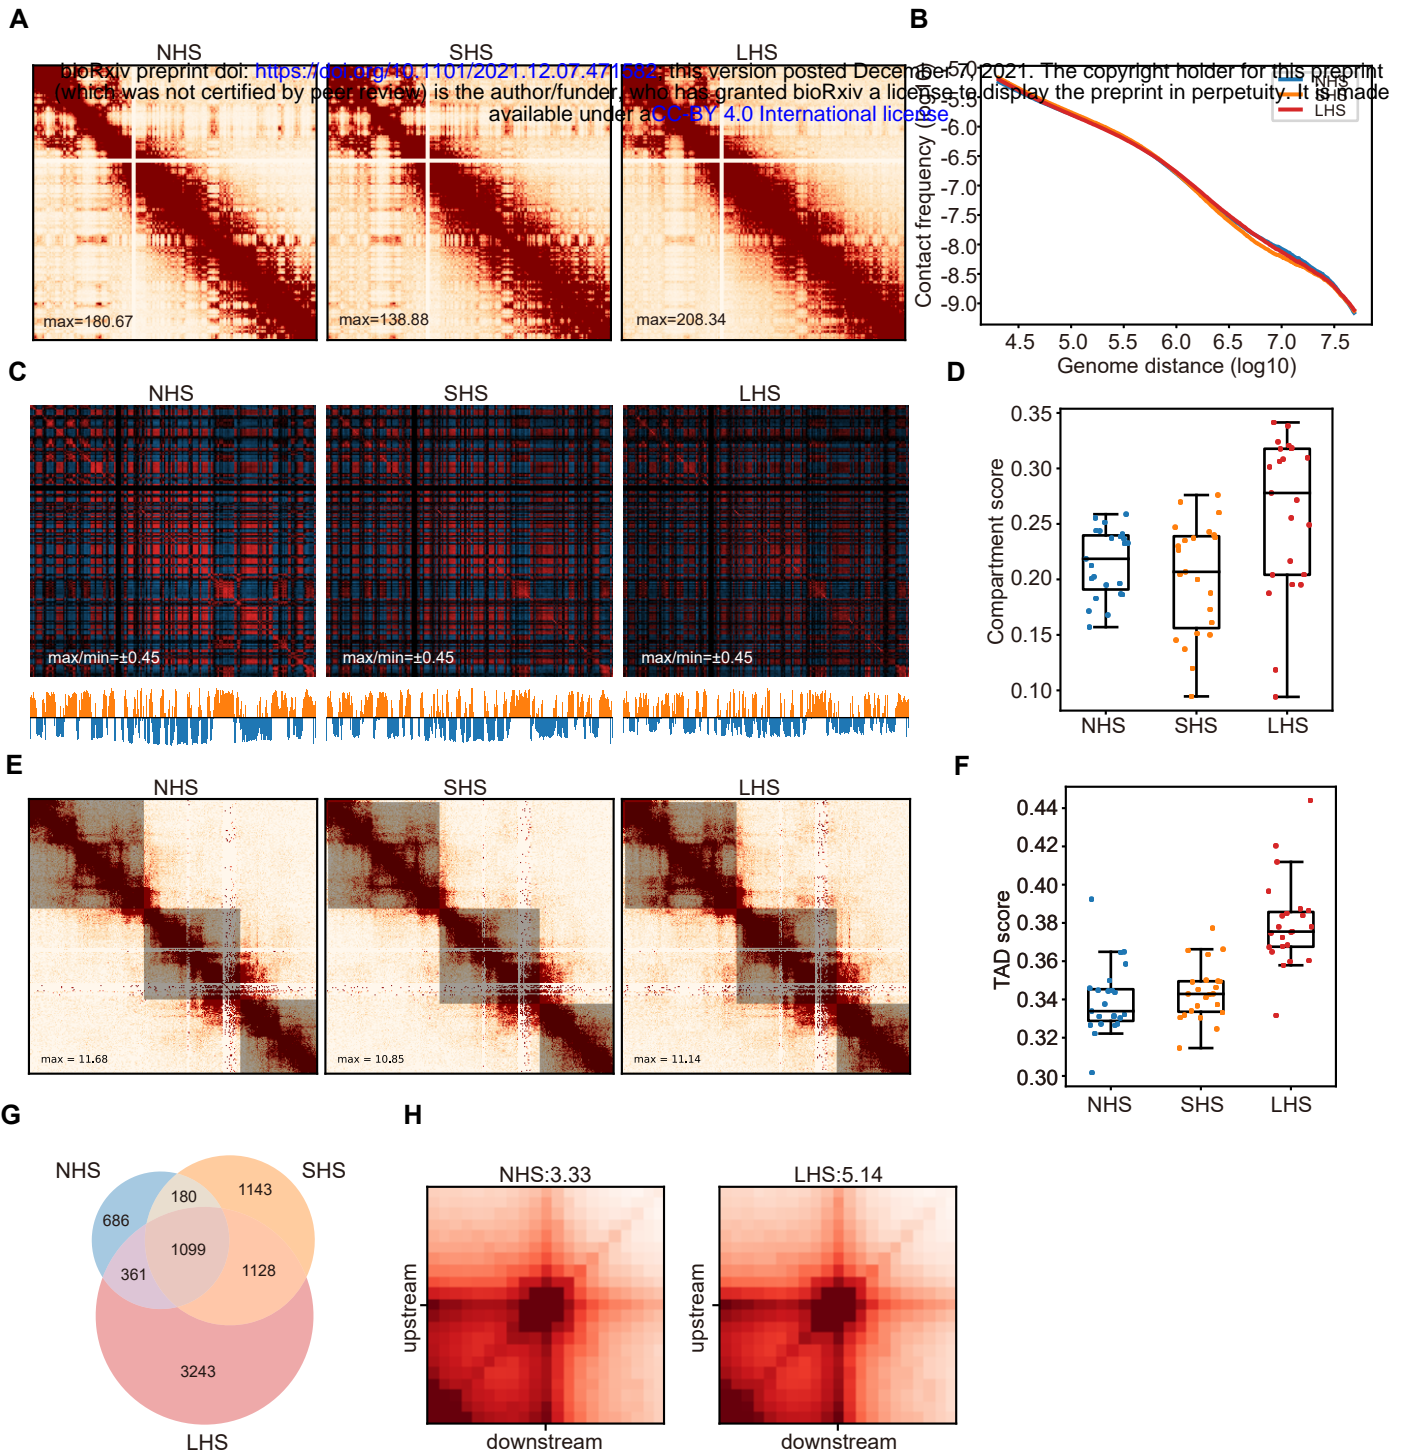 A
B
NHS
SHS
LHS
bioRxiv preprint doi: https://doi.org/10.1101/2021.12.07.471582; this version posted December 7, 2021. The copyright holder for this preprint
(which was not certified by peer review) is the author/funder, who has granted bioRxiv a license to display the preprint in perpetuity. It is made
available under aCC-BY 4.0 International license.
max=180.67
max=138.88
max=208.34
NHS
SHS
LHS
Contact frequency (log10)
-5.0
-5.5
-6.0
-6.5
-7.0
-7.5
-8.0
-8.5
-9.0
4.5 5.0 5.5 6.0 6.5 7.0 7.5
Genome distance (log10)
C
NHS
SHS
LHS
max/min=±0.45
max/min=±0.45
max/min=±0.45
D
Compartment score
0.35
0.30
0.25
0.20
0.15
0.10
NHS SHS LHS
E
NHS
SHS
LHS
max = 11.68
max = 10.85
max = 11.14
F
TAD score
0.44
0.42
0.40
0.38
0.36
0.34
0.32
0.30
NHS SHS LHS
G
NHS
SHS
180
1143
686
1099
361
1128
3243
LHS
H
NHS:3.33
LHS:5.14
upstream
downstream
upstream
downstream